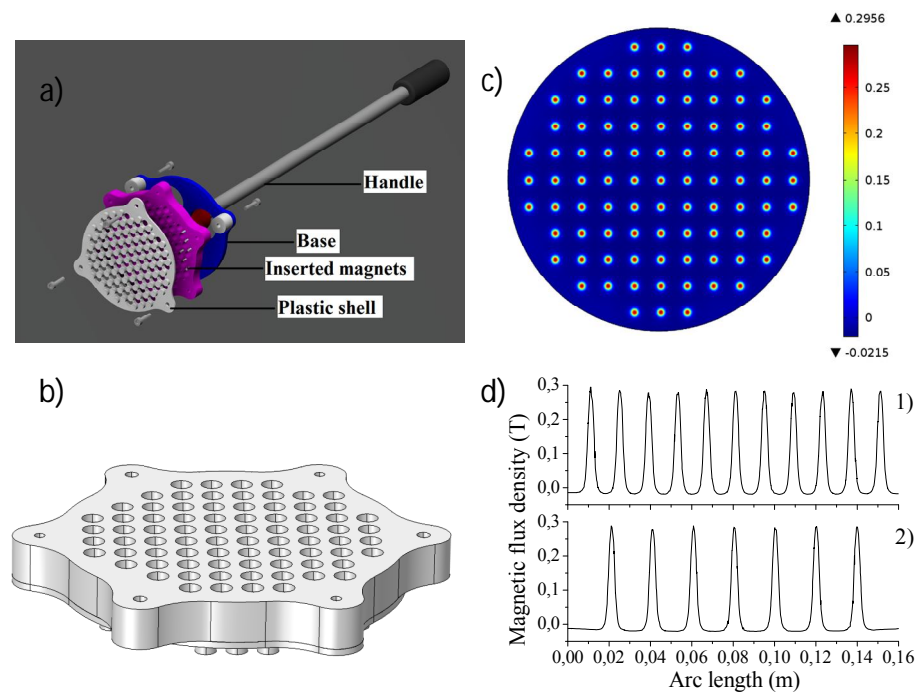 a)
Handle
Base
Inserted magnets
Plastic shell
b)
c)
▲ 0.2956
0.25
0.2
0.15
0.1
0.05
0
▼ -0.0215
d)
Magnetic flux density (T)
0,3
0,2
0,1
0,0
1)
0,3
0,2
0,1
0,0
2)
0,00 0,02 0,04 0,06 0,08 0,10 0,12 0,14 0,16
Arc length (m)